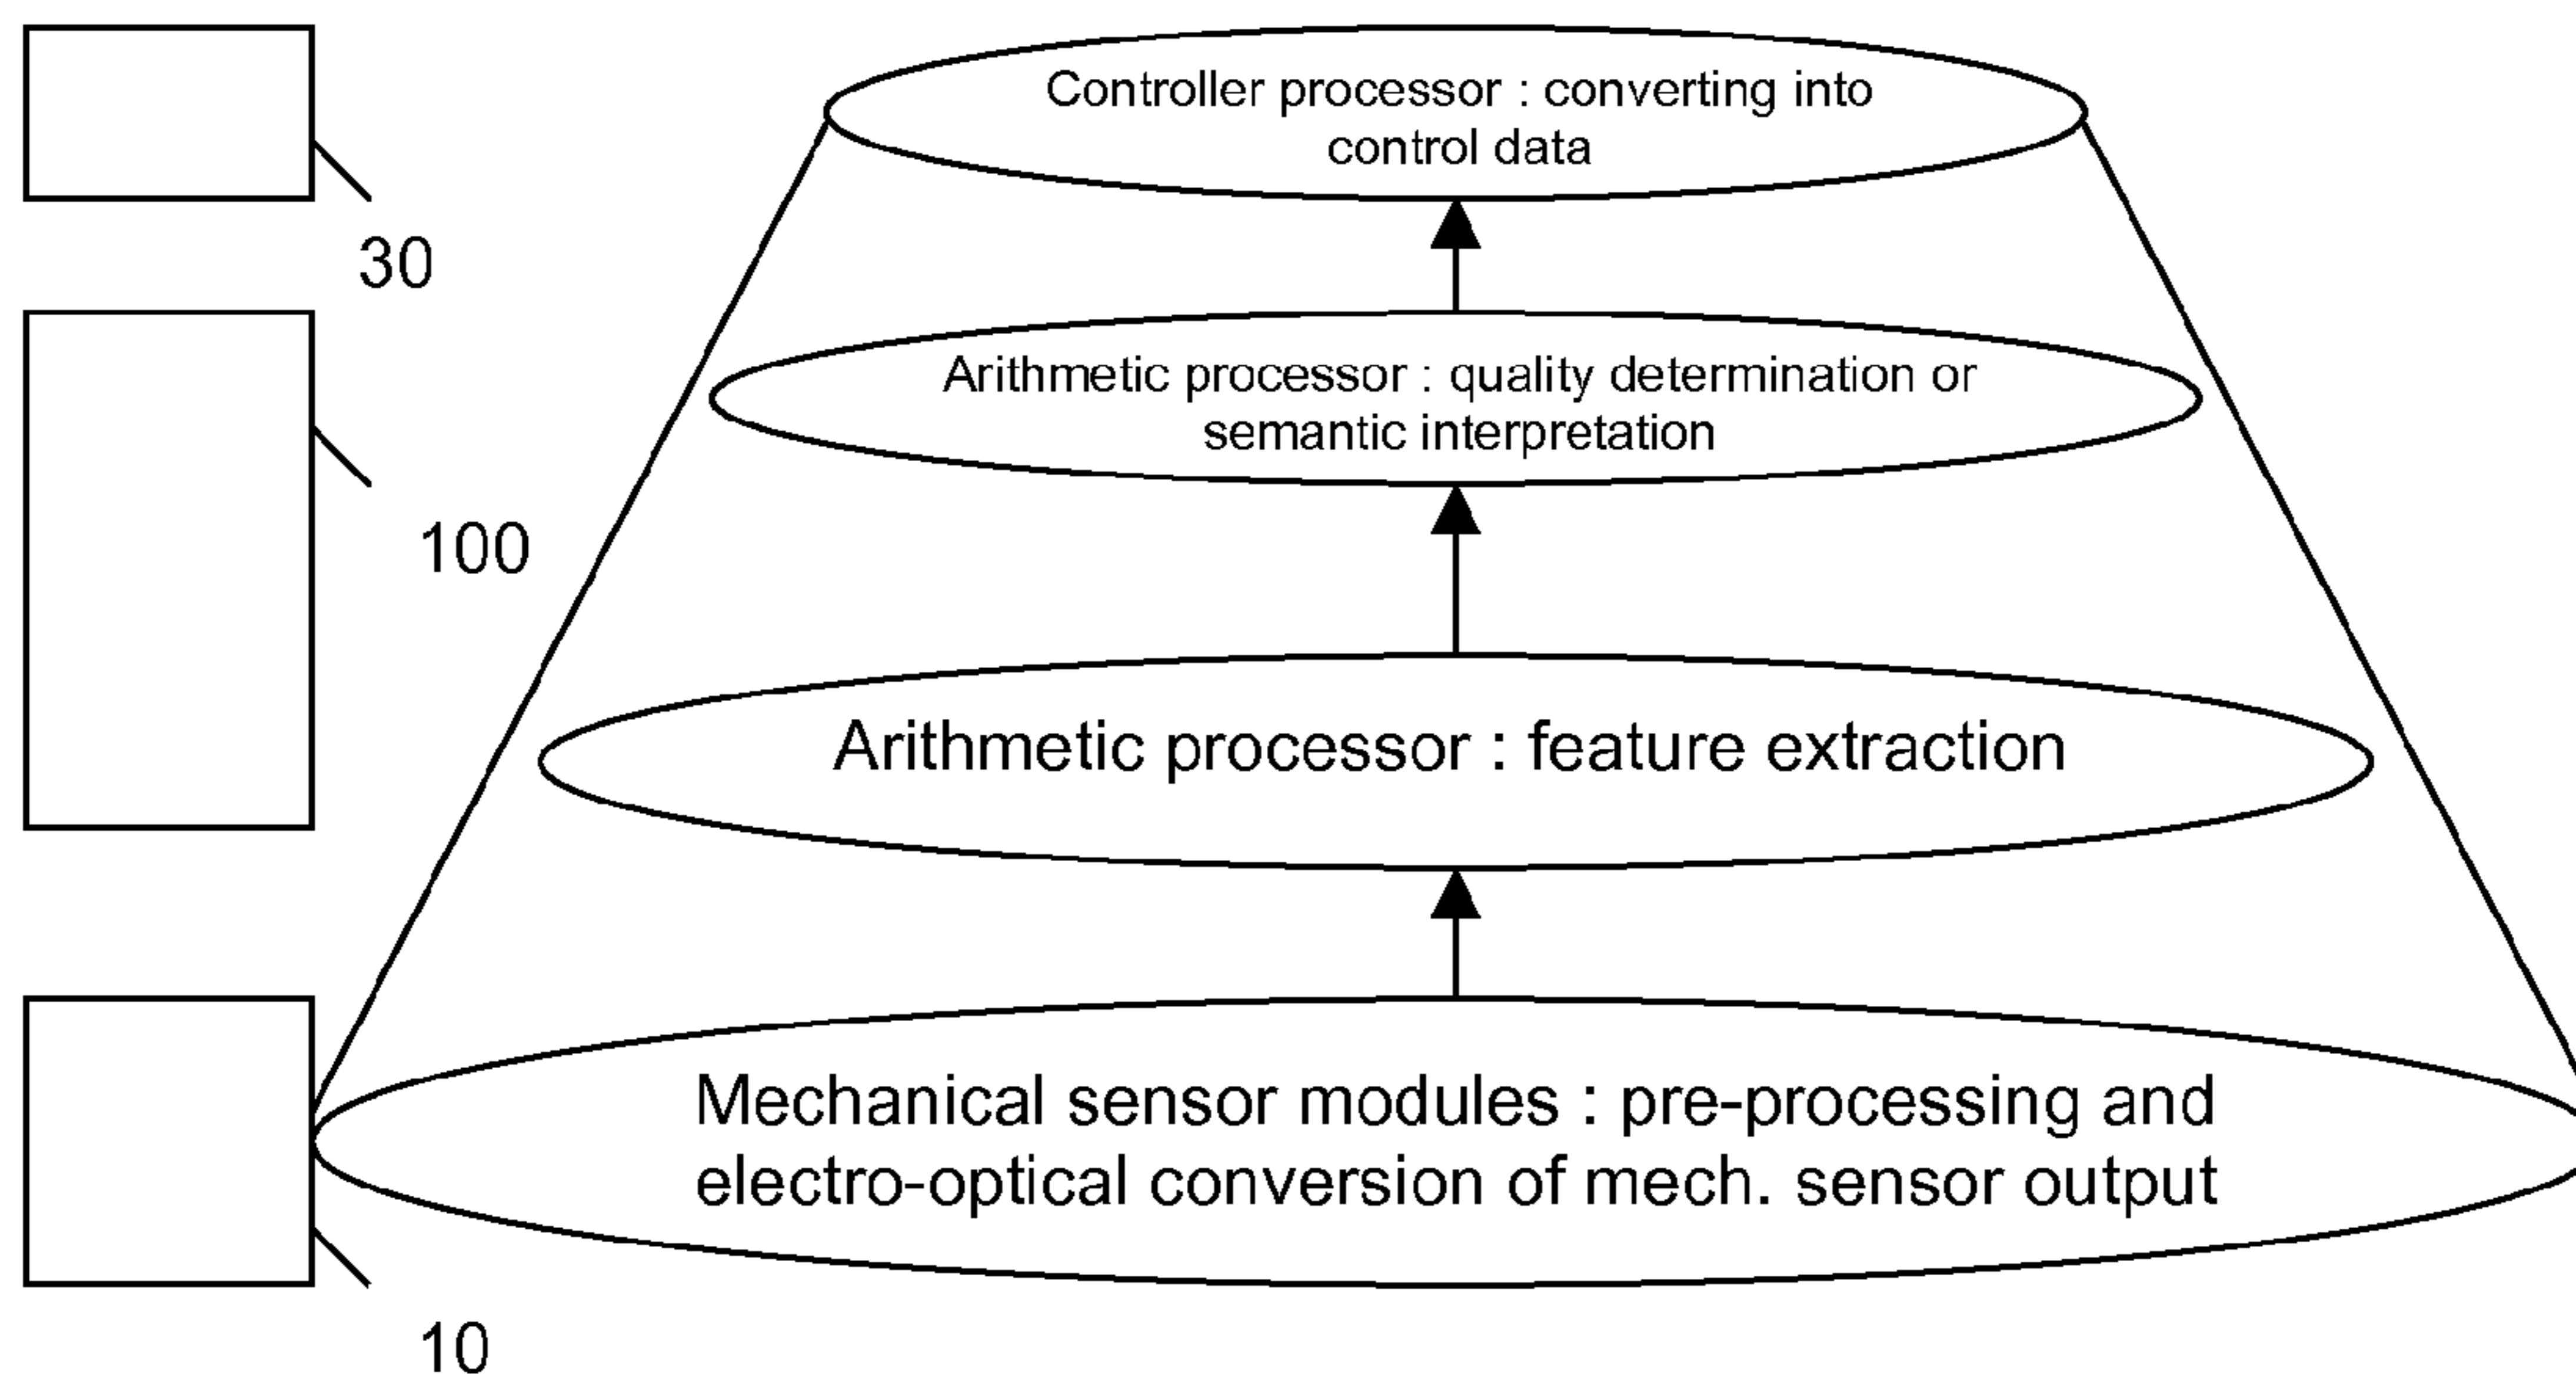 Controller processor : converting into
control data
30
Arithmetic processor : quality determination or
semantic interpretation
100
Arithmetic processor : feature extraction
Mechanical sensor modules : pre-processing and
electro-optical conversion of mech. sensor output
10